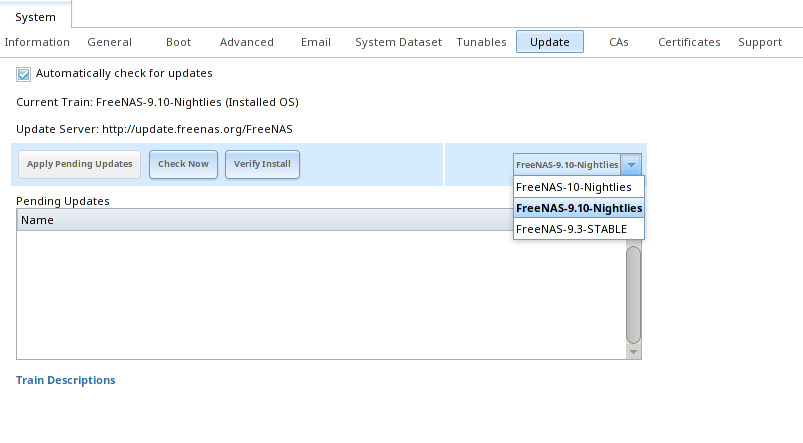 System
Information General Boot Advanced Email System Dataset Tunables Update CAs Certificates Support
Automatically check for updates
Current Train: FreeNAS-9.10-Nightlies (Installed OS)
Update Server: http://update.freenas.org/FreeNAS
Apply Pending Updates Check Now Verify Install FreeNAS-9.10-Nightlies
FreeNAS-10-Nightlies
FreeNAS-9.10-Nightlies
FreeNAS-9.3-STABLE
Pending Updates
Name
Train Descriptions